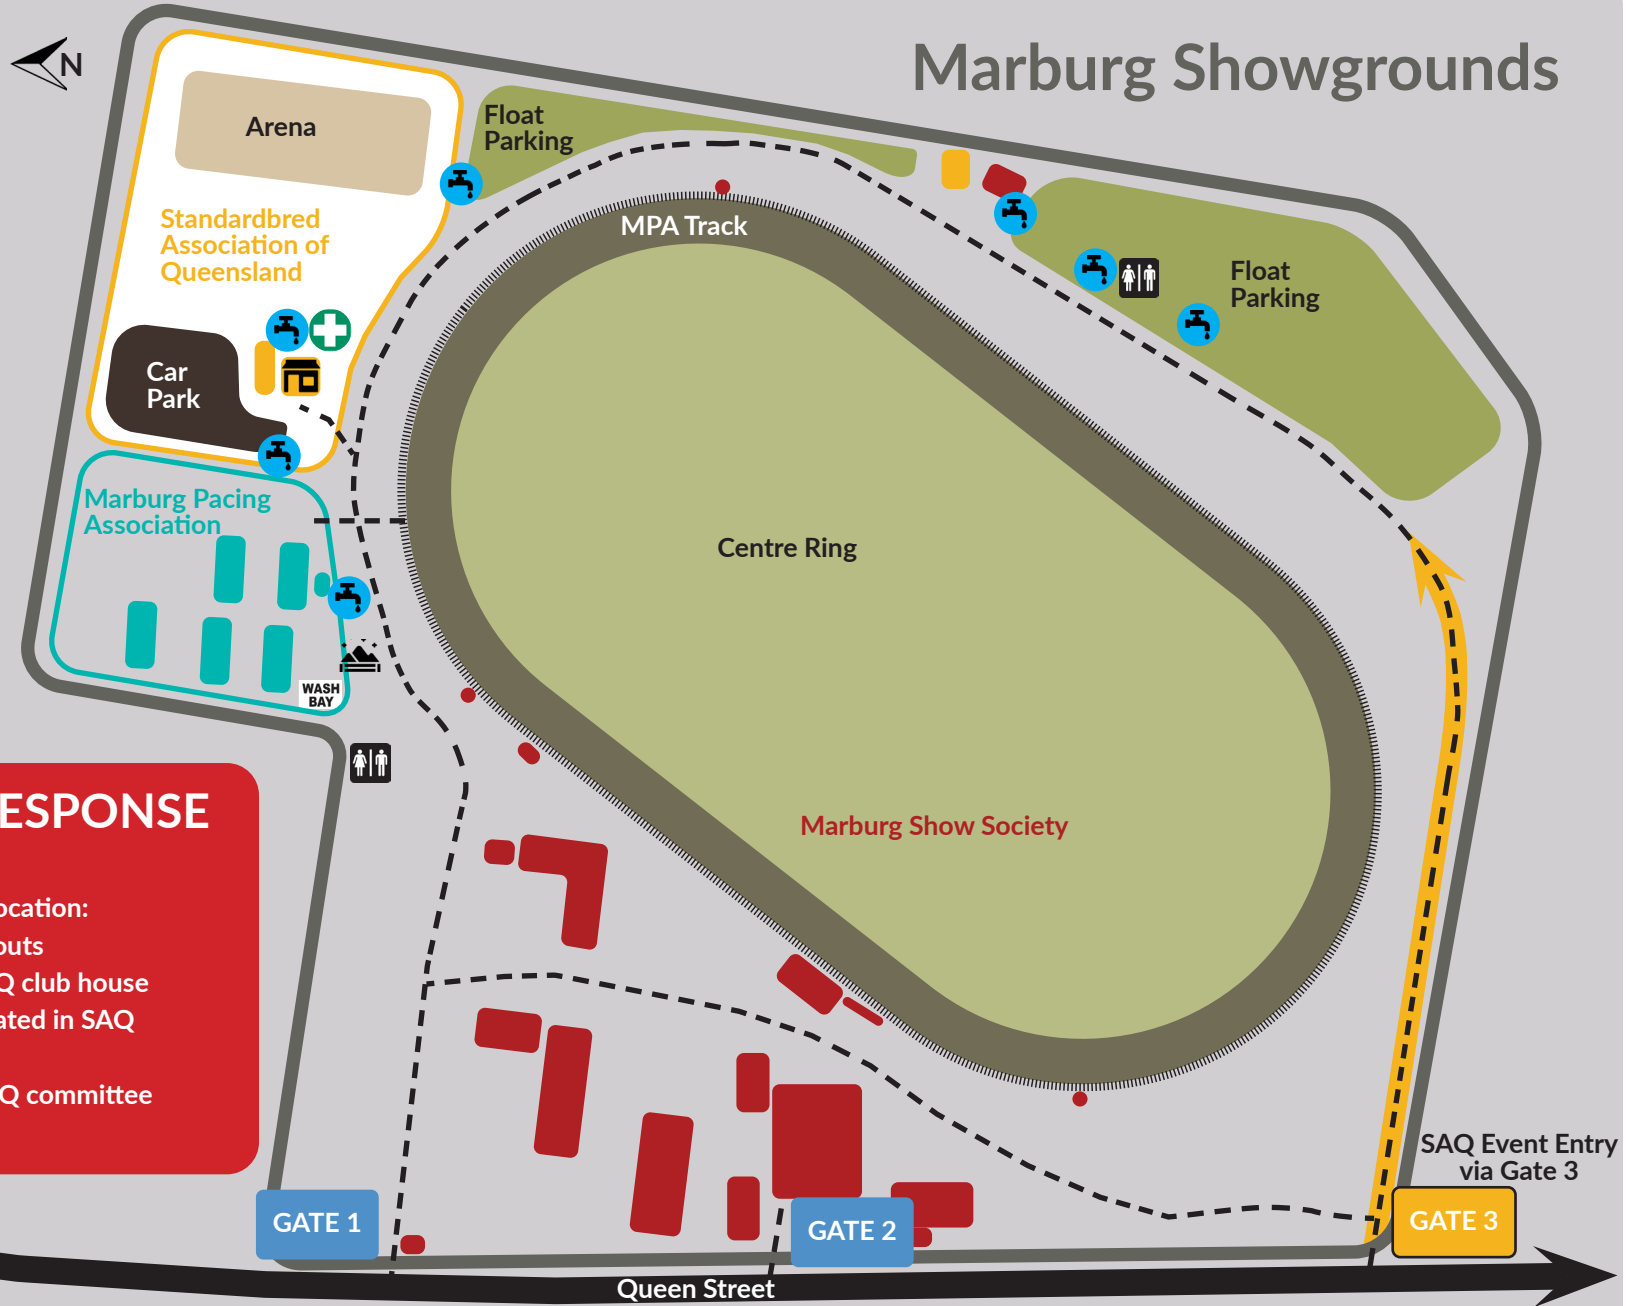 N
Marburg Showgrounds
Arena
Float
Parking
MPA Track
Standardbred
Association of
Queensland
Float
Parking
Car
Park
Marburg Pacing
Association
Centre Ring
WASH
BAY
ESPONSE
ocation:
outs
Q club house
ated in SAQ
Q committee
Marburg Show Society
SAQ Event Entry
via Gate 3
GATE 1
GATE 2
GATE 3
Queen Street